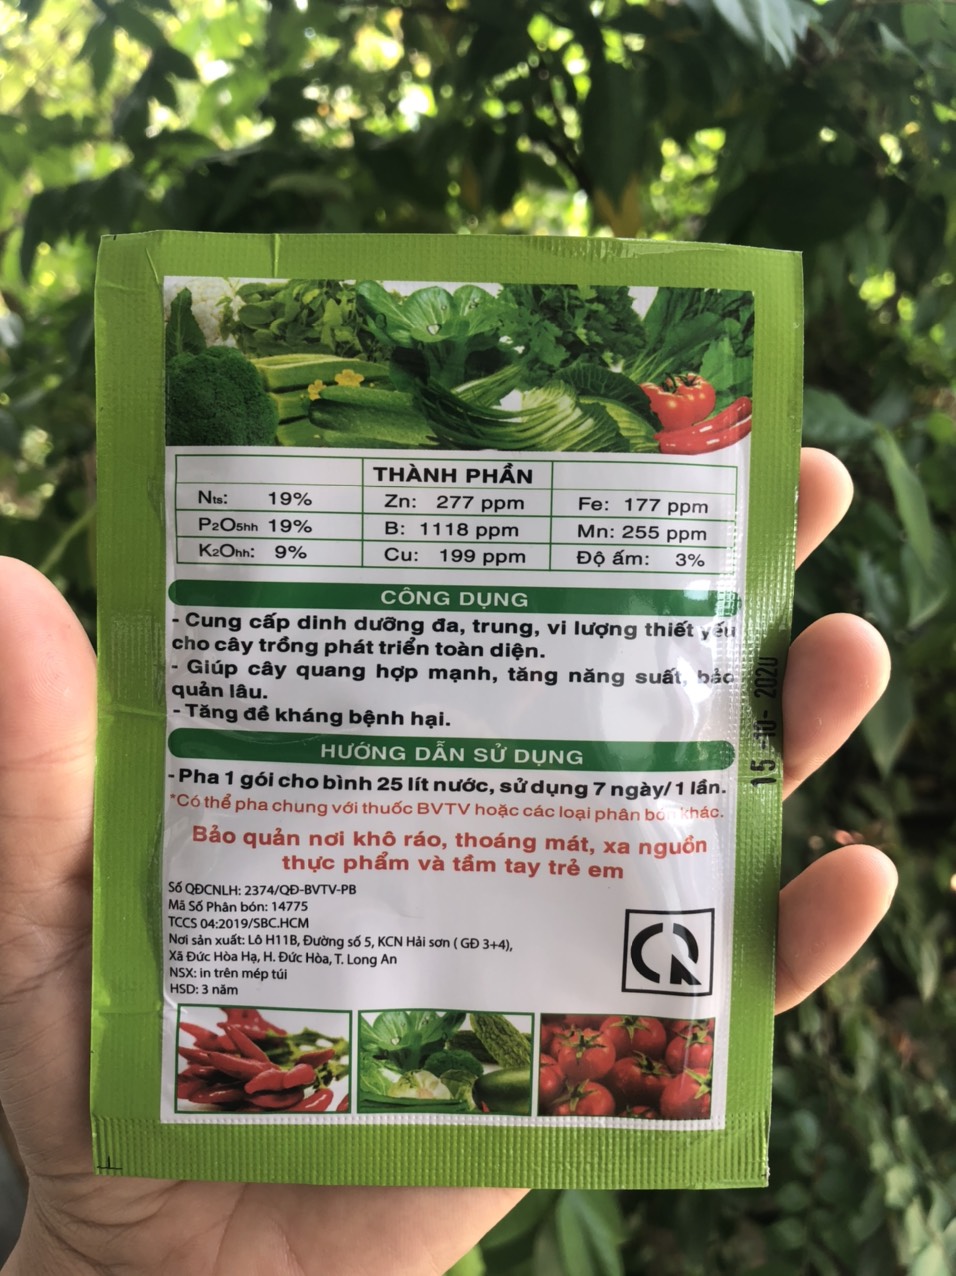 THÀNH PHẦN
Nts: 19% Zn: 277 ppm Fe: 177 ppm
P2O5hh 19% B: 1118 ppm Mn: 255 ppm
K2Ohh: 9% Cu: 199 ppm Độ ấm: 3%
CÔNG DỤNG
- Cung cấp dinh dưỡng đa, trung, vi lượng thiết yếu
cho cây trồng phát triển toàn diện.
- Giúp cây quang hợp mạnh, tăng năng suất, bảo
quản lâu.
- Tăng đề kháng bệnh hại.
HƯỚNG DẪN SỬ DỤNG
- Pha 1 gói cho bình 25 lít nước, sử dụng 7 ngày/ 1 lần.
*Có thể pha chung với thuốc BVTV hoặc các loại phân bón khác.
Bảo quản nơi khô ráo, thoáng mát, xa nguồn
thực phẩm và tầm tay trẻ em
Số QĐCNLH: 2374/QĐ-BVTV-PB
Mã Số Phân bón: 14775
TCCS 04:2019/SBC.HCM
Nơi sản xuất: Lô H11B, Đường số 5, KCN Hải sơn ( GĐ 3+4),
Xã Đức Hòa Hạ, H. Đức Hòa, T. Long An
NSX: in trên mép túi
HSD: 3 năm
15-10-2020